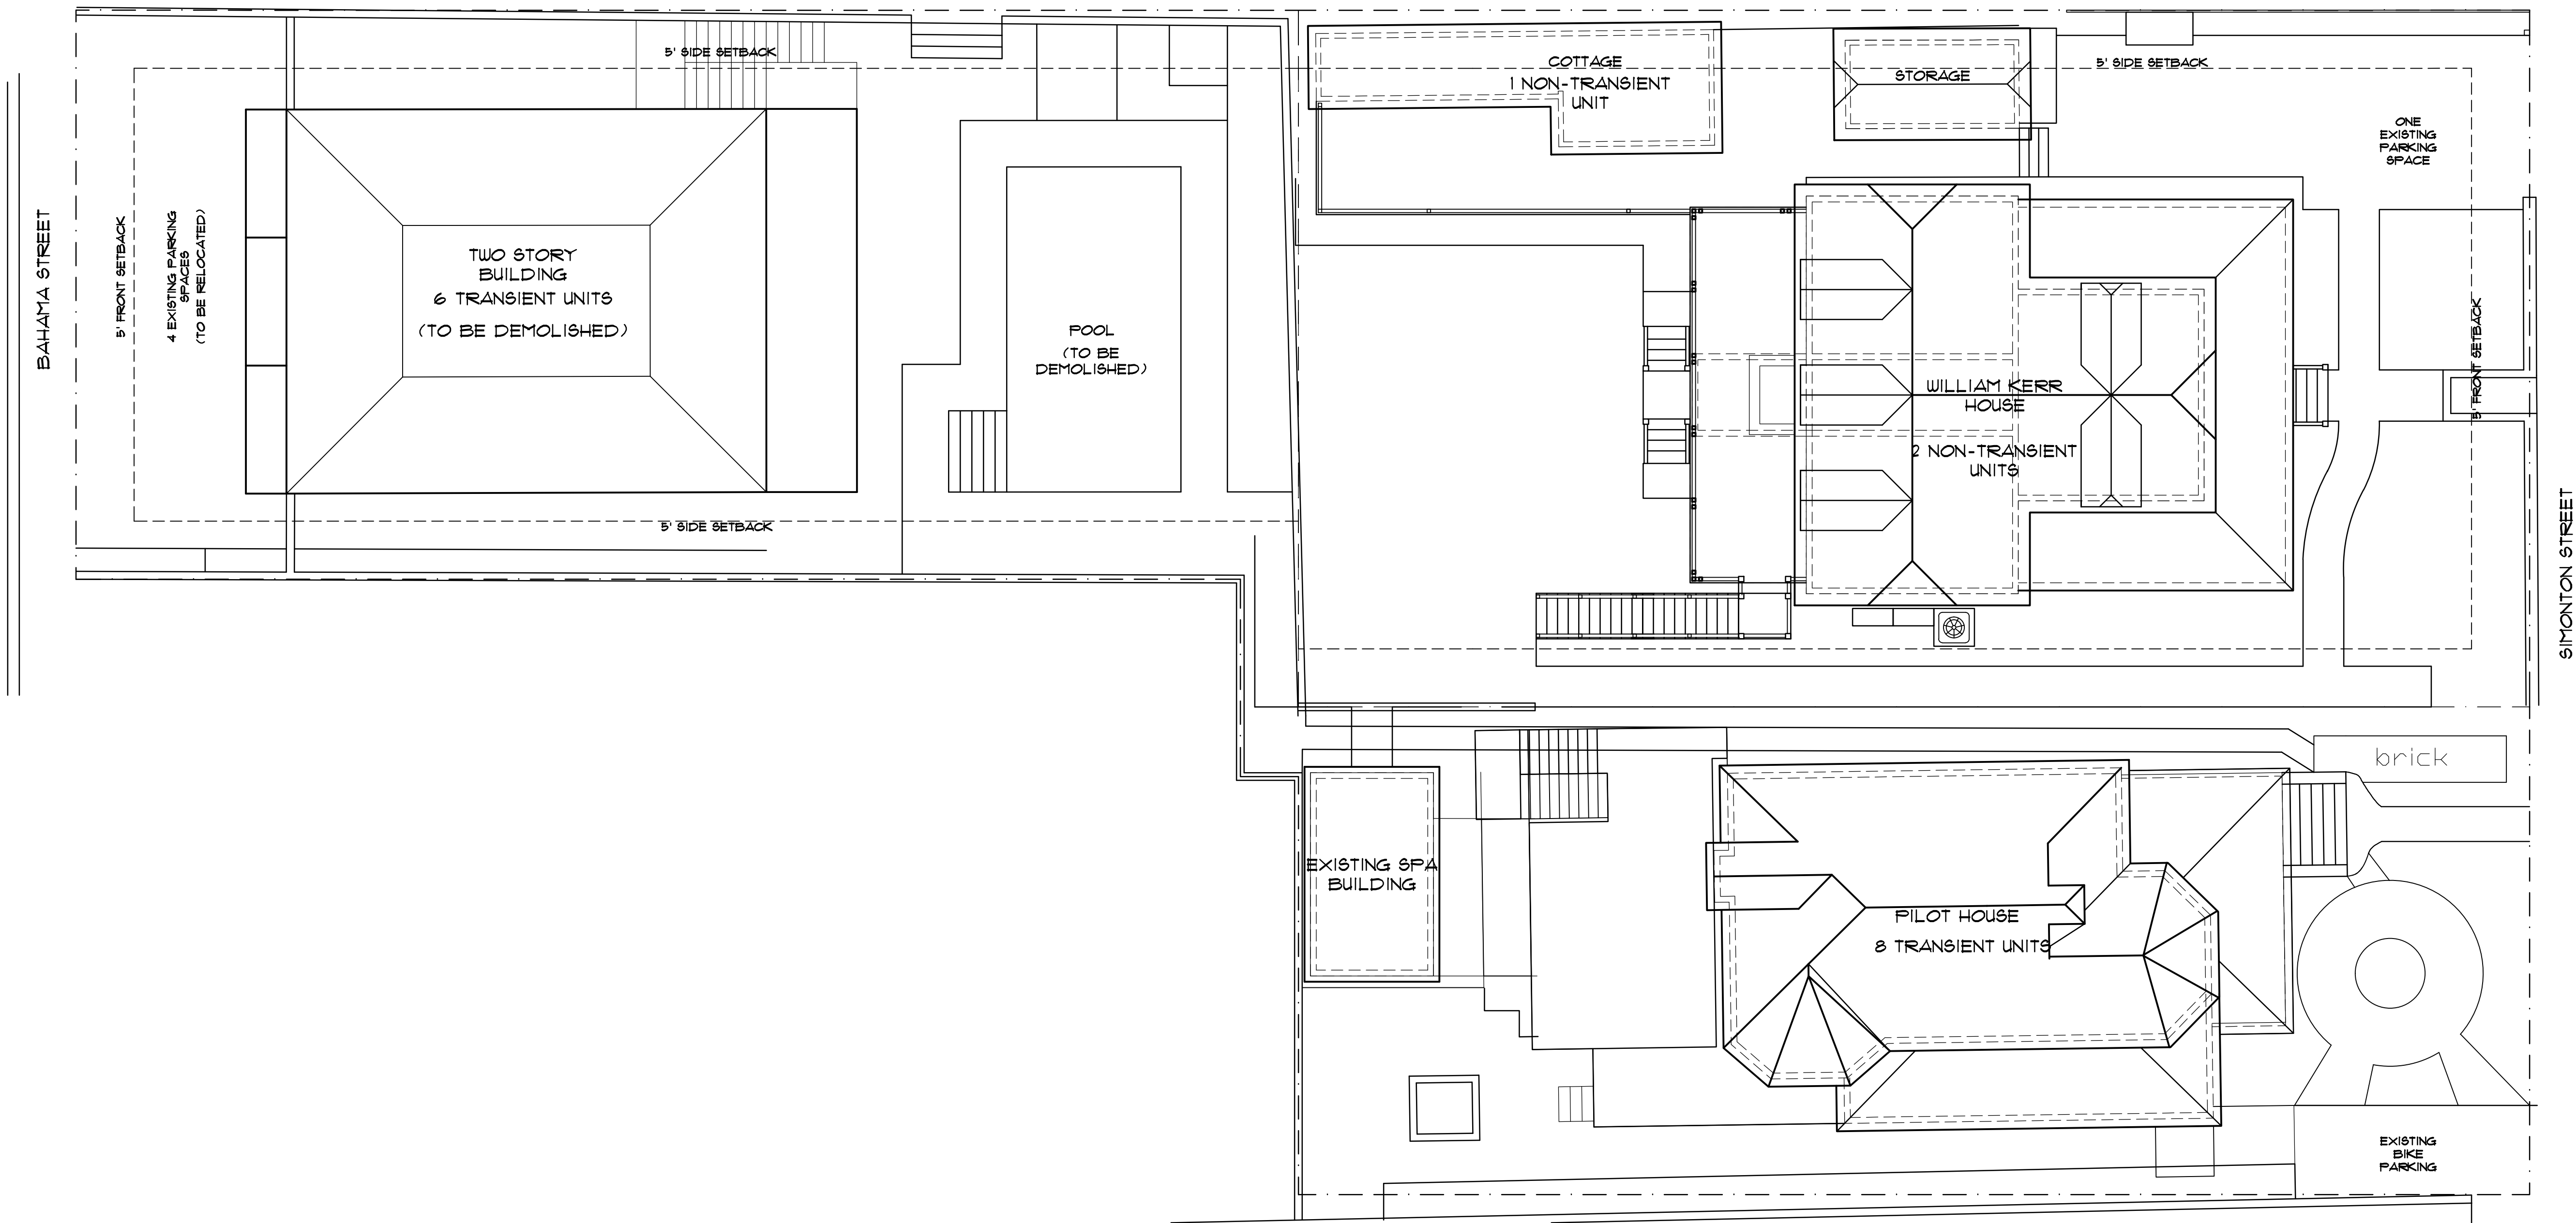 BAHAMA STREET
5' FRONT SETBACK
4 EXISTING PARKING
SPACES
(TO BE RELOCATED)
5' SIDE SETBACK
TWO STORY
BUILDING
6 TRANSIENT UNITS
(TO BE DEMOLISHED)
5' SIDE SETBACK
POOL
(TO BE
DEMOLISHED)
COTTAGE
1 NON-TRANSIENT
UNIT
STORAGE
5' SIDE SETBACK
ONE
EXISTING
PARKING
SPACE
WILLIAM KERR
HOUSE
2 NON-TRANSIENT
UNITS
5' FRONT SETBACK
SIMONTON STREET
brick
EXISTING SPA
BUILDING
PILOT HOUSE
8 TRANSIENT UNITS
EXISTING
BIKE
PARKING